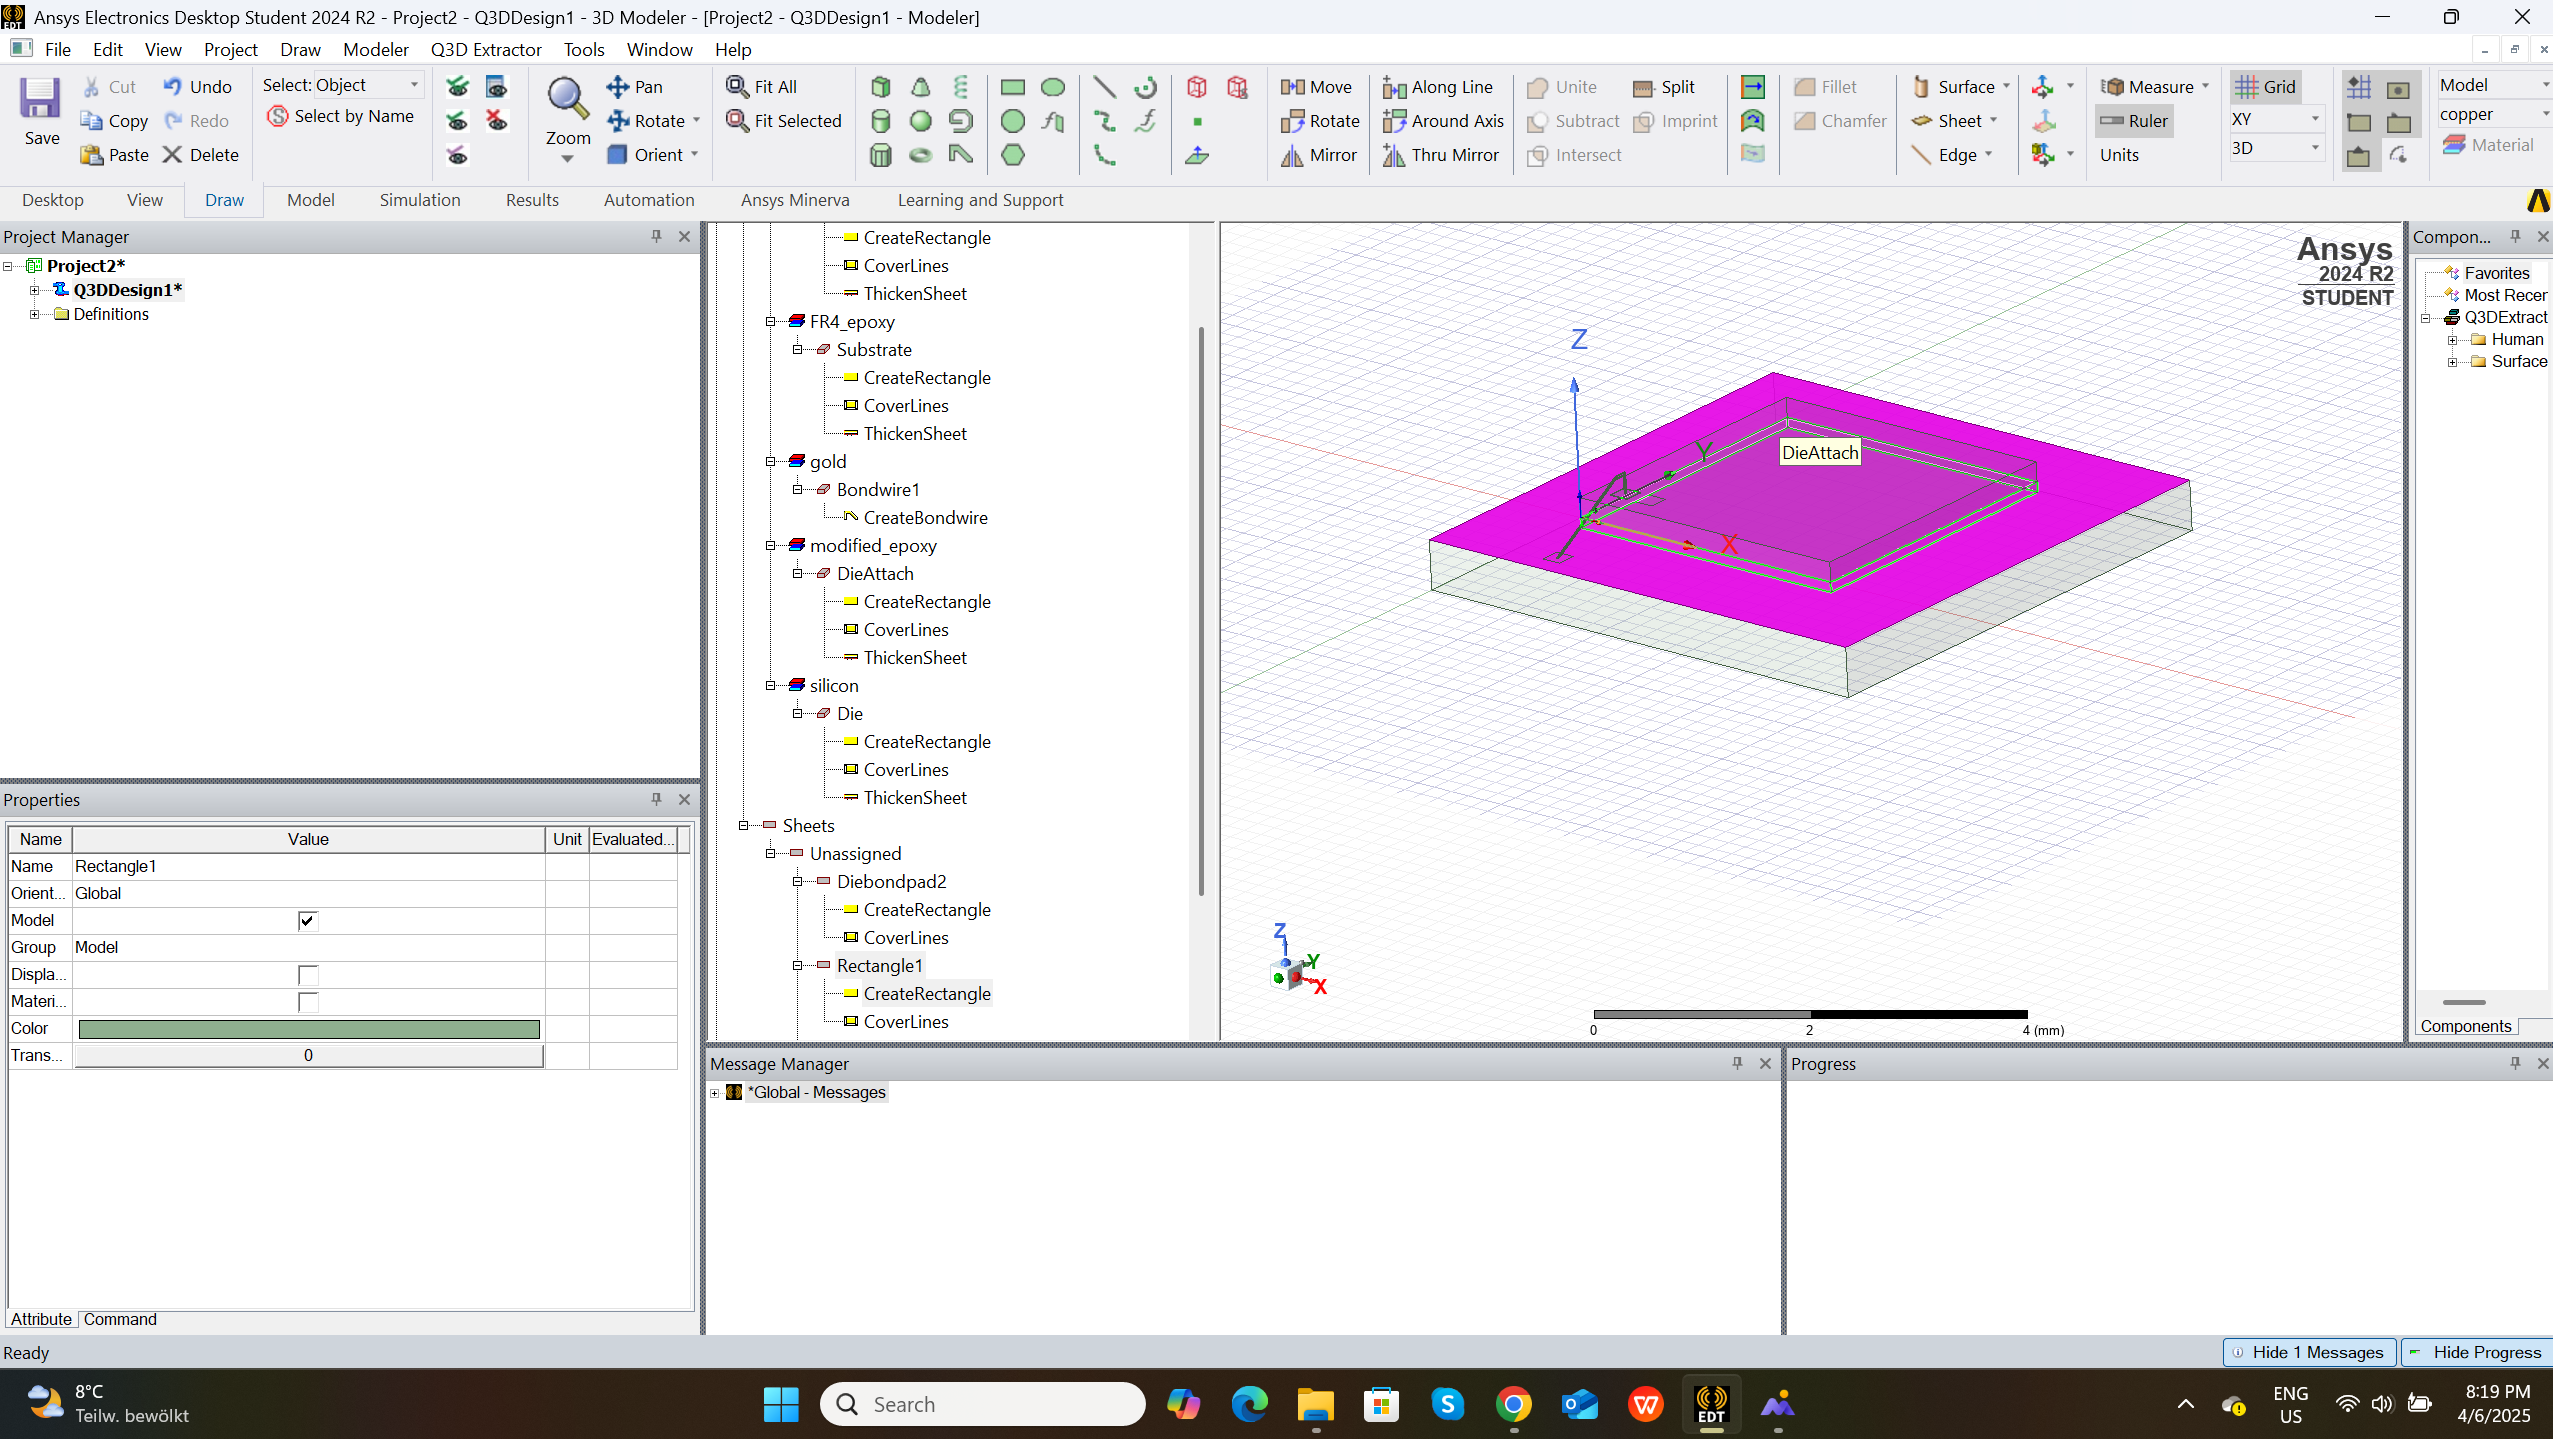 Ansys Electronics Desktop Student 2024 R2 - Project2 - Q3DDesign1 - 3D Modeler - [Project2 - Q3DDesign1 - Modeler]
File Edit View Project Draw Modeler Q3D Extractor Tools Window Help
Save
Cut
Copy
Paste
Undo
Redo
Delete
Select: Object
Select by Name
Zoom
Pan
Rotate
Orient
Fit All
Fit Selected
Move
Rotate
Mirror
Along Line
Around Axis
Thru Mirror
Unite
Subtract
Intersect
Split
Imprint
Fillet
Chamfer
Surface
Sheet
Edge
Measure
Ruler
Units
Grid
XY
3D
Model
copper
Material
Desktop View Draw Model Simulation Results Automation Ansys Minerva Learning and Support
Project Manager
Project2*
Q3DDesign1*
Definitions
Properties
Name Value Unit Evaluated...
Name Rectangle1
Orient... Global
Model
Group Model
Displa...
Materi...
Color
Trans... 0
Attribute Command
CreateRectangle
CoverLines
ThickenSheet
FR4_epoxy
Substrate
CreateRectangle
CoverLines
ThickenSheet
gold
Bondwire1
CreateBondwire
modified_epoxy
DieAttach
CreateRectangle
CoverLines
ThickenSheet
silicon
Die
CreateRectangle
CoverLines
ThickenSheet
Sheets
Unassigned
Diebondpad2
CreateRectangle
CoverLines
Rectangle1
CreateRectangle
CoverLines
Ansys
2024 R2
STUDENT
Z
Y
DieAttach
X
Z
Y
X
0 2 4 (mm)
Compon...
Favorites
Most Recer
Q3DExtract
Human
Surface
Components
Message Manager
*Global - Messages
Progress
Ready
Hide 1 Messages
Hide Progress
8°C
Teilw. bewölkt
Search
EDT
ENG
US
8:19 PM
4/6/2025